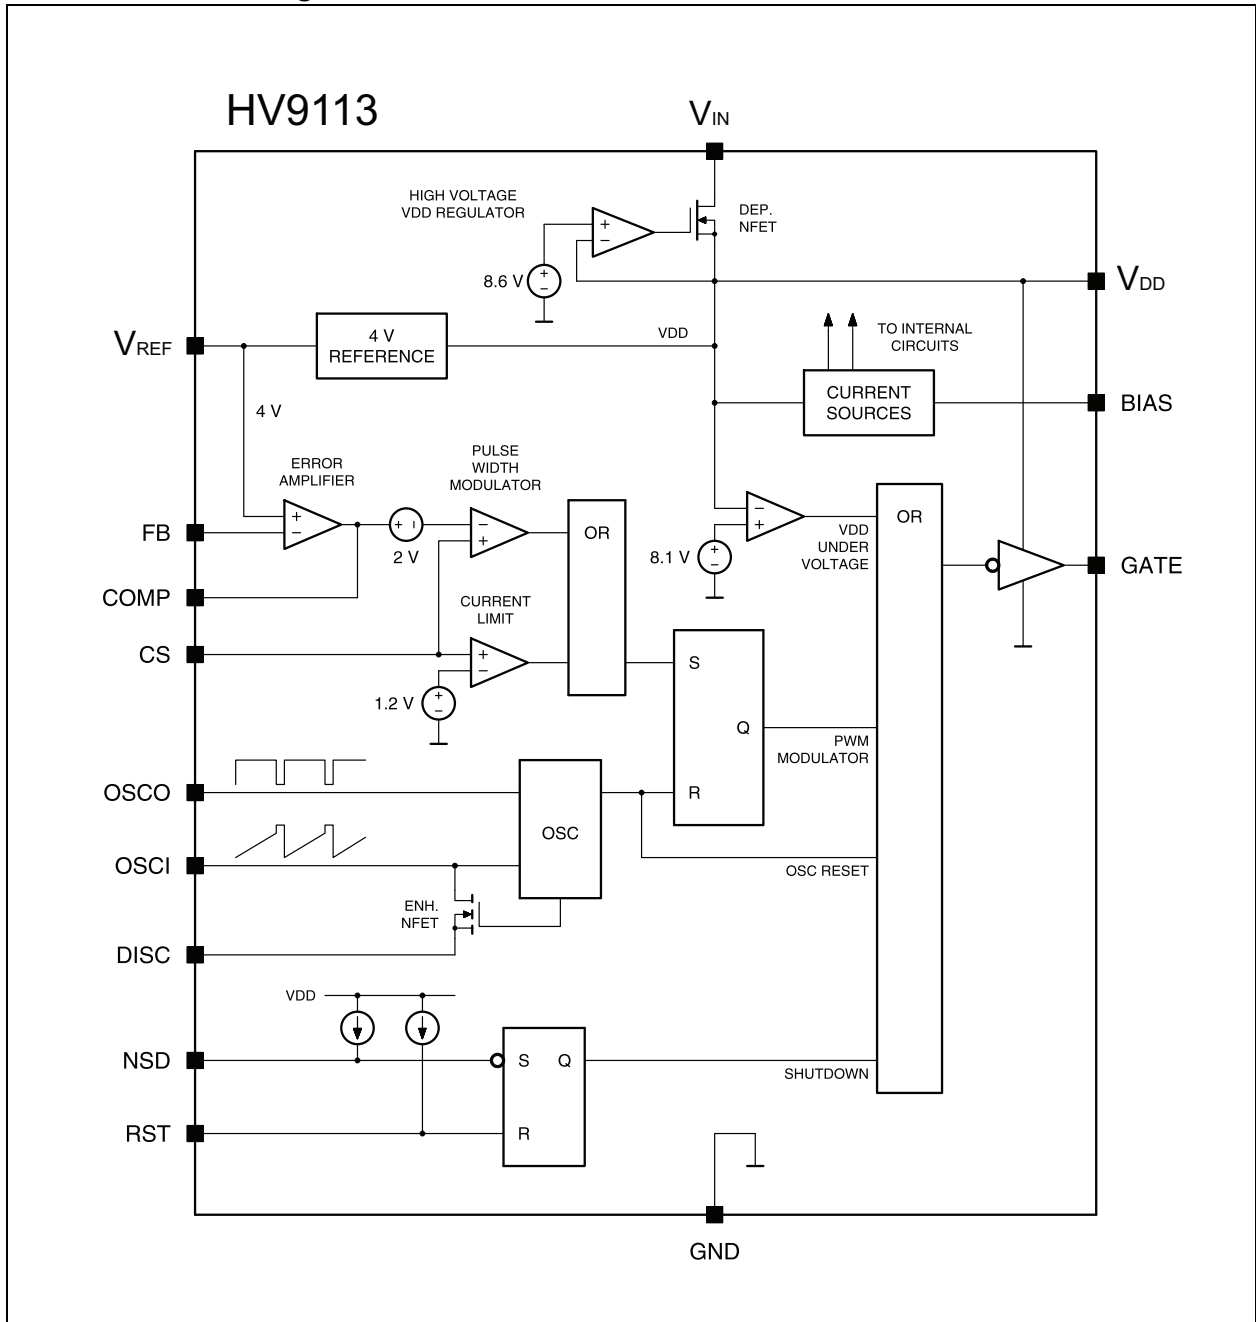 HV9113
VIN
HIGH VOLTAGE
VDD REGULATOR
+
−
DEP.
NFET
8.6 V
+
−
VDD
VREF
4 V
REFERENCE
VDD
TO INTERNAL
CIRCUITS
4 V
CURRENT
SOURCES
BIAS
ERROR
AMPLIFIER
PULSE
WIDTH
MODULATOR
+
−
FB
+ −
2 V
−
+
OR
−
+
8.1 V
+
−
VDD
UNDER
VOLTAGE
OR
GATE
COMP
CURRENT
LIMIT
CS
+
−
1.2 V
+
−
S
Q
R
PWM
MODULATOR
OSCO
OSC
OSCI
OSC RESET
ENH.
NFET
DISC
VDD
NSD
S Q
SHUTDOWN
RST
R
GND